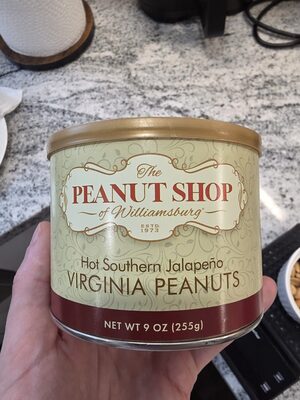 The
PEANUT SHOP
of Williamsburg
ESTD
1973
Hot Southern Jalapeño
VIRGINIA PEANUTS
NET WT 9 OZ (255g)